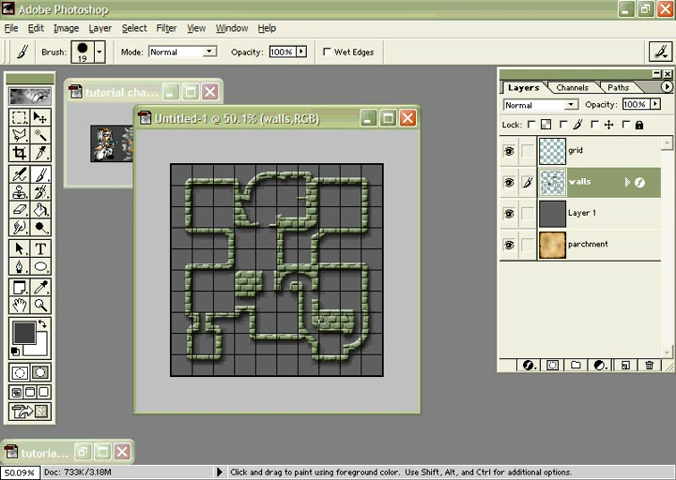 Adobe Photoshop
File Edit Image Layer Select Filter View Window Help
Brush: 19 Mode: Normal Opacity: 100% Wet Edges
tutorial cha...
Untitled-1 @ 50.1% (walls,RGB)
Layers Channels Paths
Normal Opacity: 100%
Lock:
grid
walls
Layer 1
parchment
T
tutoria...
50.09% Doc: 733K/3.18M Click and drag to paint using foreground color. Use Shift, Alt, and Ctrl for additional options.